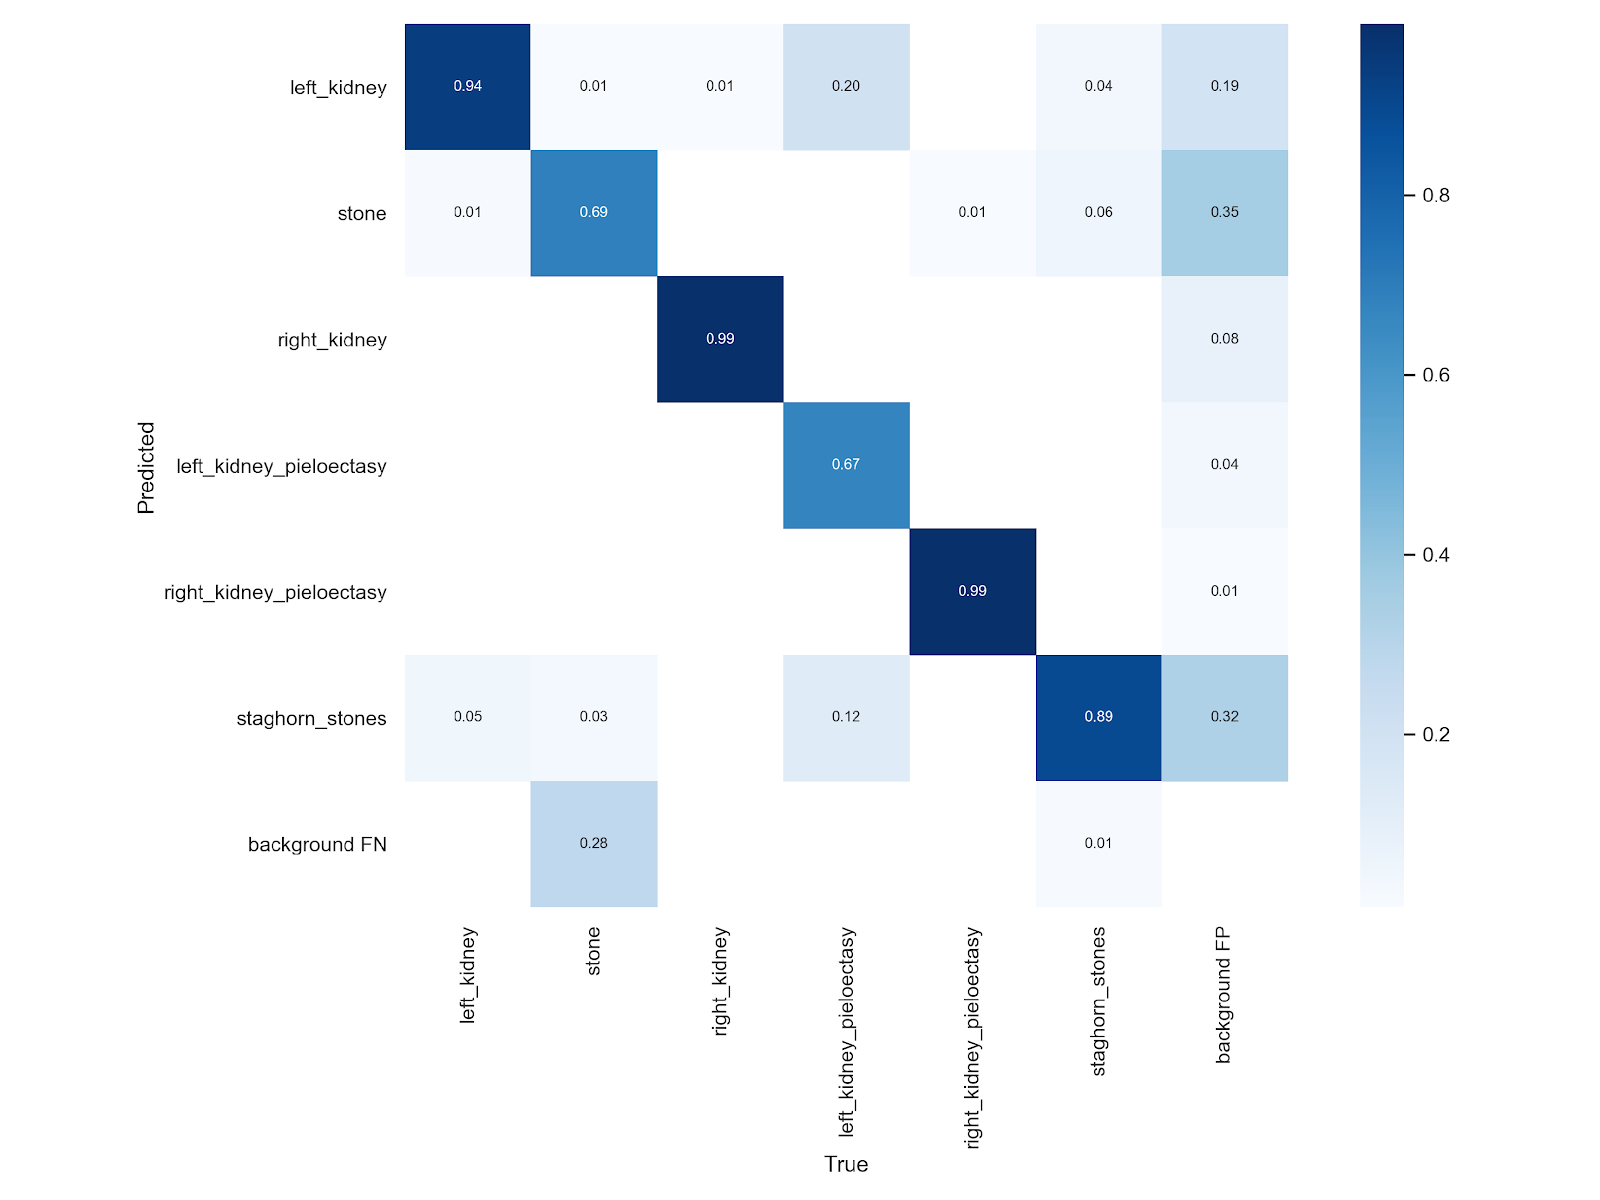 left_kidney 0.94 0.01 0.01 0.20 0.04 0.19
stone 0.01 0.69 0.01 0.06 0.35
0.8
right_kidney 0.99 0.08
0.6
Predicted
left_kidney_pieloectasy 0.67 0.04
0.4
right_kidney_pieloectasy 0.99 0.01
staghorn_stones 0.05 0.03 0.12 0.89 0.32
0.2
background FN 0.28 0.01
left_kidney
stone
right_kidney
left_kidney_pieloectasy
right_kidney_pieloectasy
staghorn_stones
background FP
True